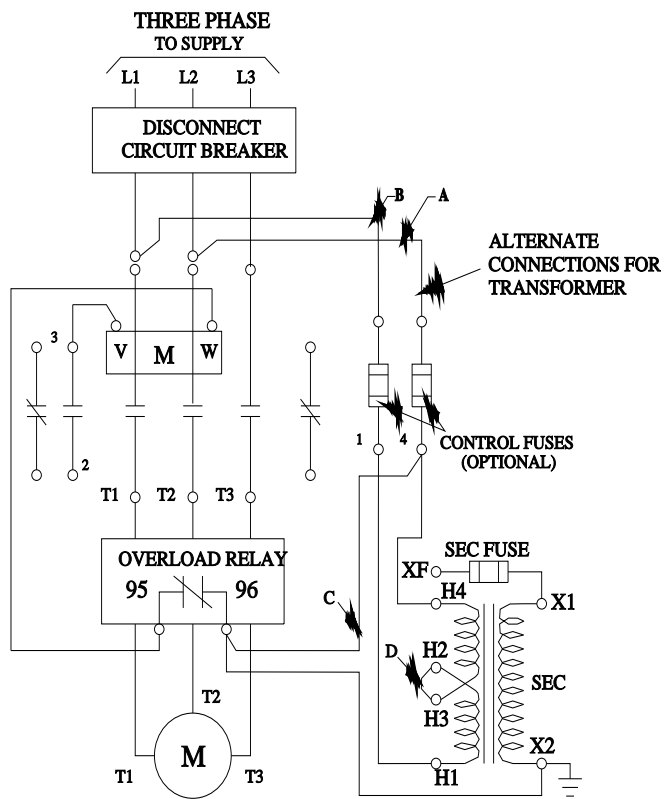 THREE PHASE
TO SUPPLY
L1 L2 L3
DISCONNECT
CIRCUIT BREAKER
B A
ALTERNATE
CONNECTIONS FOR
TRANSFORMER
3
V M W
2
1 4
CONTROL FUSES
(OPTIONAL)
T1 T2 T3
OVERLOAD RELAY
95 96
SEC FUSE
XF
H4 X1
C
D H2
SEC
H3
T2
M
X2
T1 T3 H1